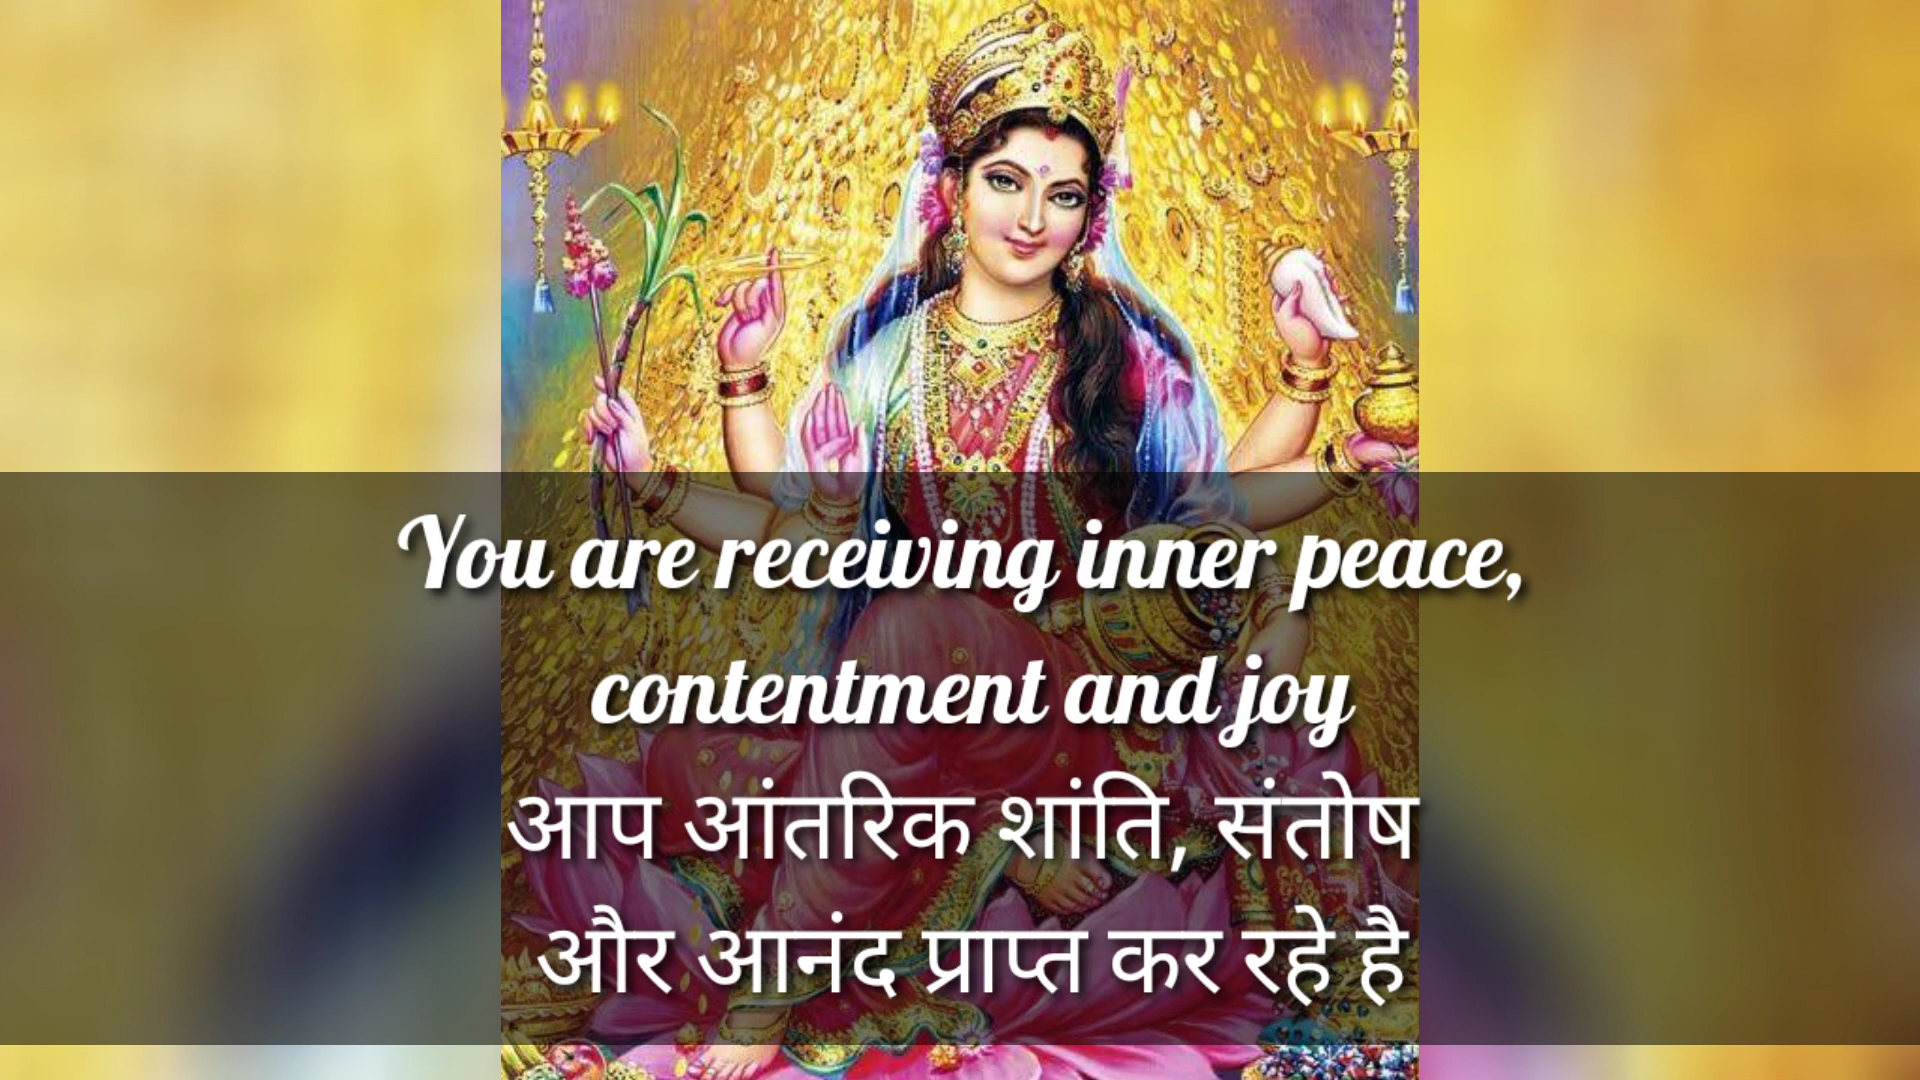 You are receiving inner peace,
contentment and joy
आप आंतरिक शांति, संतोष
और आनंद प्राप्त कर रहे है